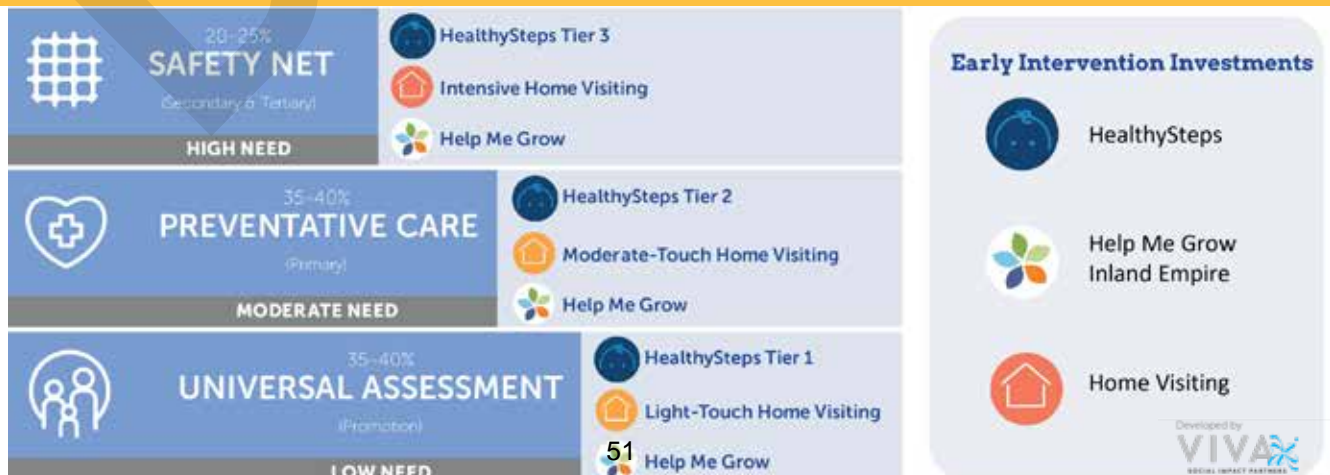 20-25%
SAFETY NET
(Secondary & Tertiary)
HIGH NEED
HealthySteps Tier 3
Intensive Home Visiting
Help Me Grow
35-40%
PREVENTATIVE CARE
(Primary)
MODERATE NEED
HealthySteps Tier 2
Moderate-Touch Home Visiting
Help Me Grow
35-40%
UNIVERSAL ASSESSMENT
(Promotion)
LOW NEED
HealthySteps Tier 1
Light-Touch Home Visiting
Help Me Grow
51
Early Intervention Investments
HealthySteps
Help Me Grow
Inland Empire
Home Visiting
Developed by
VIVA
SOCIAL IMPACT PARTNERS